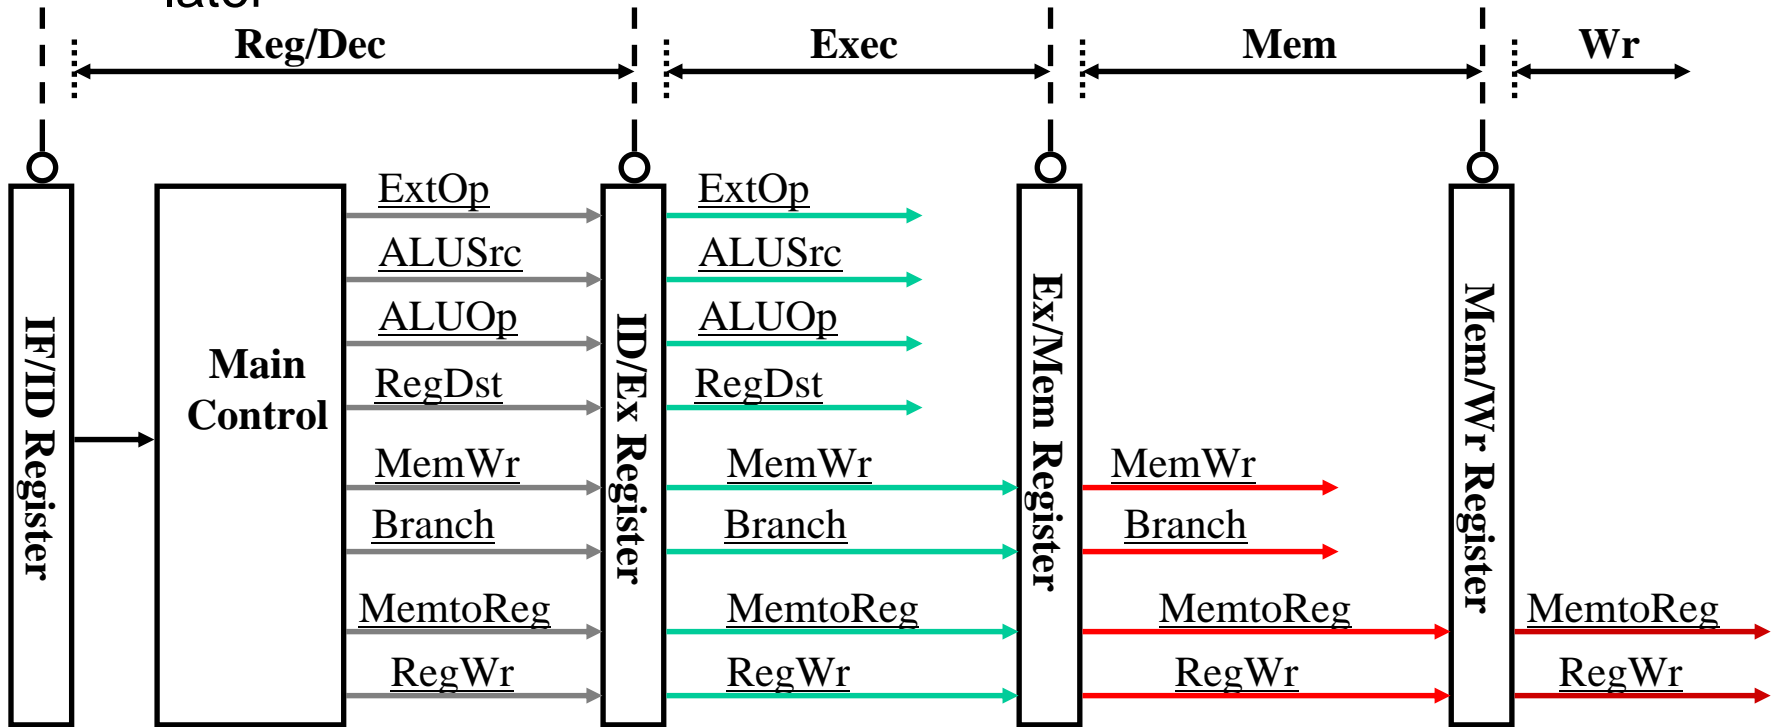 later
Reg/Dec
Exec
Mem
Wr
ExtOp
ExtOp
ALUSrc
ALUSrc
ALUOp
ALUOp
RegDst
RegDst
MemWr
MemWr
MemWr
Branch
Branch
Branch
MemtoReg
MemtoReg
MemtoReg
MemtoReg
RegWr
RegWr
RegWr
RegWr
IF/ID Register
Main
Control
ID/Ex Register
Ex/Mem Register
Mem/Wr Register